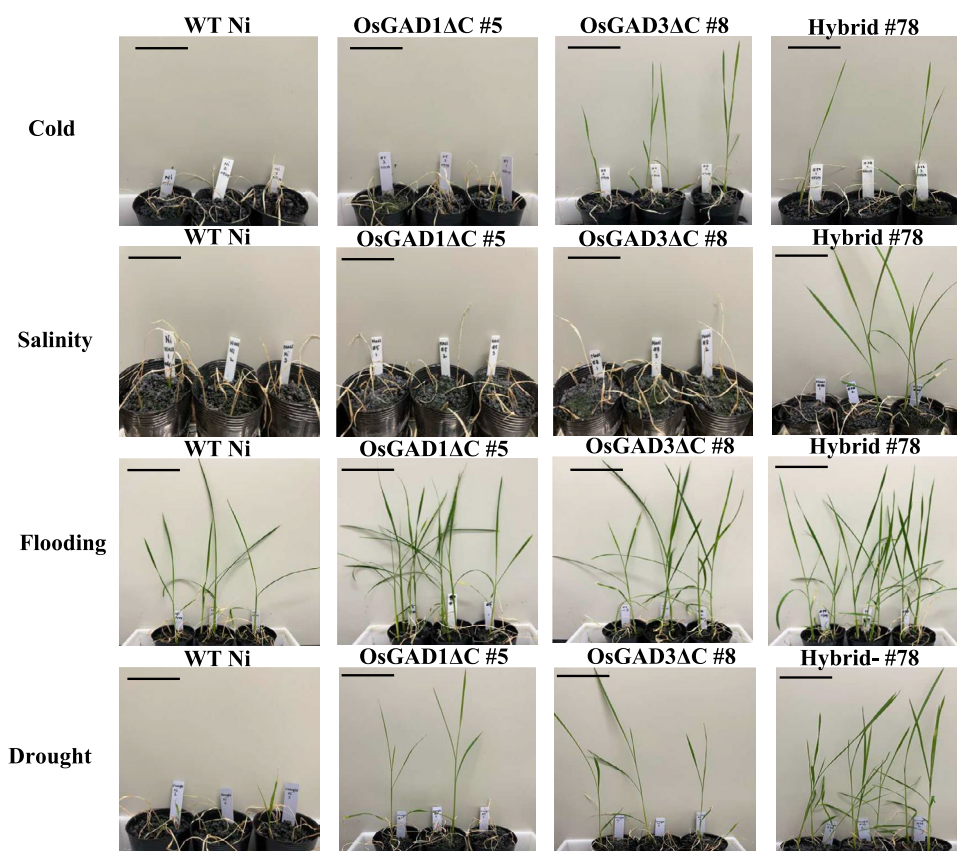 WT Ni OsGAD1ΔC #5 OsGAD3ΔC #8 Hybrid #78
Cold
WT Ni OsGAD1ΔC #5 OsGAD3ΔC #8 Hybrid #78
Salinity
WT Ni OsGAD1ΔC #5 OsGAD3ΔC #8 Hybrid #78
Flooding
WT Ni OsGAD1ΔC #5 OsGAD3ΔC #8 Hybrid- #78
Drought